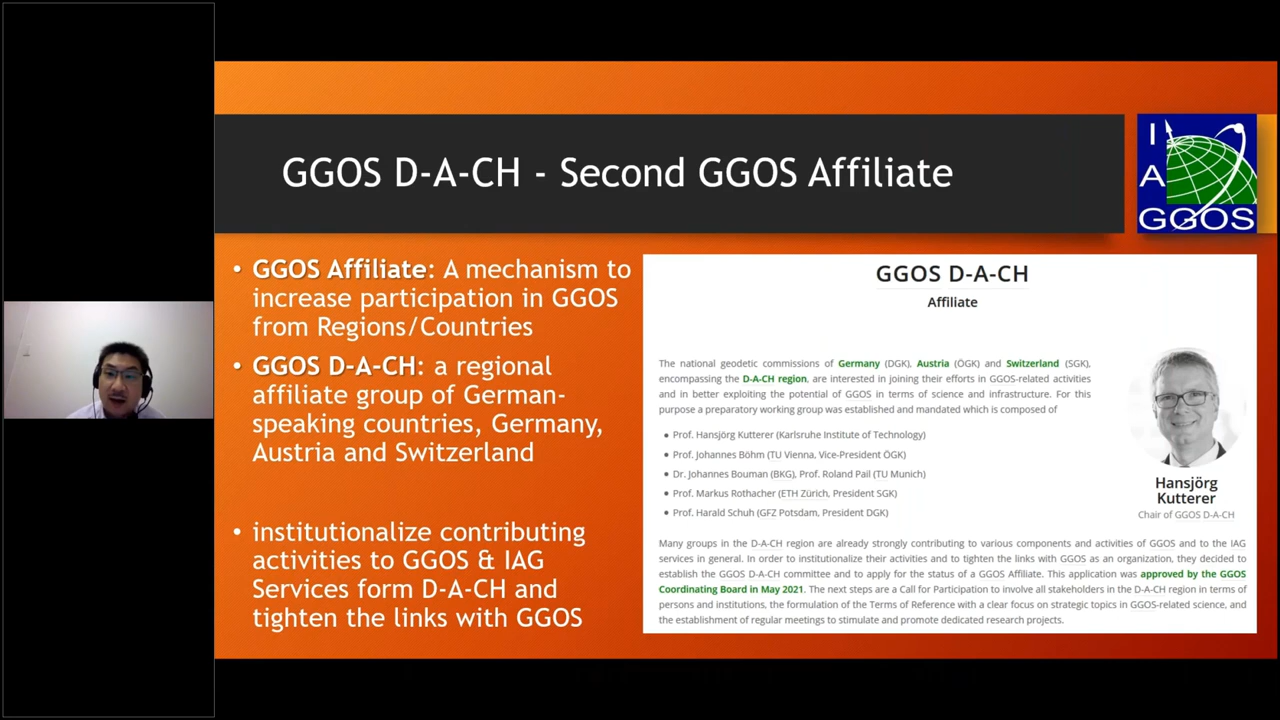 GGOS D-A-CH - Second GGOS Affiliate
I
A
GGOS
• GGOS Affiliate: A mechanism to
increase participation in GGOS
from Regions/Countries
• GGOS D-A-CH: a regional
affiliate group of German-
speaking countries, Germany,
Austria and Switzerland
• institutionalize contributing
activities to GGOS & IAG
Services form D-A-CH and
tighten the links with GGOS
GGOS D-A-CH
Affiliate
The national geodetic commissions of Germany (DGK), Austria (ÖGK) and Switzerland (SGK),
encompassing the D-A-CH region, are interested in joining their efforts in GGOS-related activities
and in better exploiting the potential of GGOS in terms of science and infrastructure. For this
purpose a preparatory working group was established and mandated which is composed of
• Prof. Hansjörg Kutterer (Karlsruhe Institute of Technology)
• Prof. Johannes Böhm (TU Vienna, Vice-President ÖGK)
• Dr. Johannes Bouman (BKG), Prof. Roland Pail (TU Munich)
• Prof. Markus Rothacher (ETH Zürich, President SGK)
• Prof. Harald Schuh (GFZ Potsdam, President DGK)
Hansjörg
Kutterer
Chair of GGOS D-A-CH
Many groups in the D-A-CH region are already strongly contributing to various components and activities of GGOS and to the IAG
services in general. In order to institutionalize their activities and to tighten the links with GGOS as an organization, they decided to
establish the GGOS D-A-CH committee and to apply for the status of a GGOS Affiliate. This application was approved by the GGOS
Coordinating Board in May 2021. The next steps are a Call for Participation to involve all stakeholders in the D-A-CH region in terms of
persons and institutions, the formulation of the Terms of Reference with a clear focus on strategic topics in GGOS-related science, and
the establishment of regular meetings to stimulate and promote dedicated research projects.